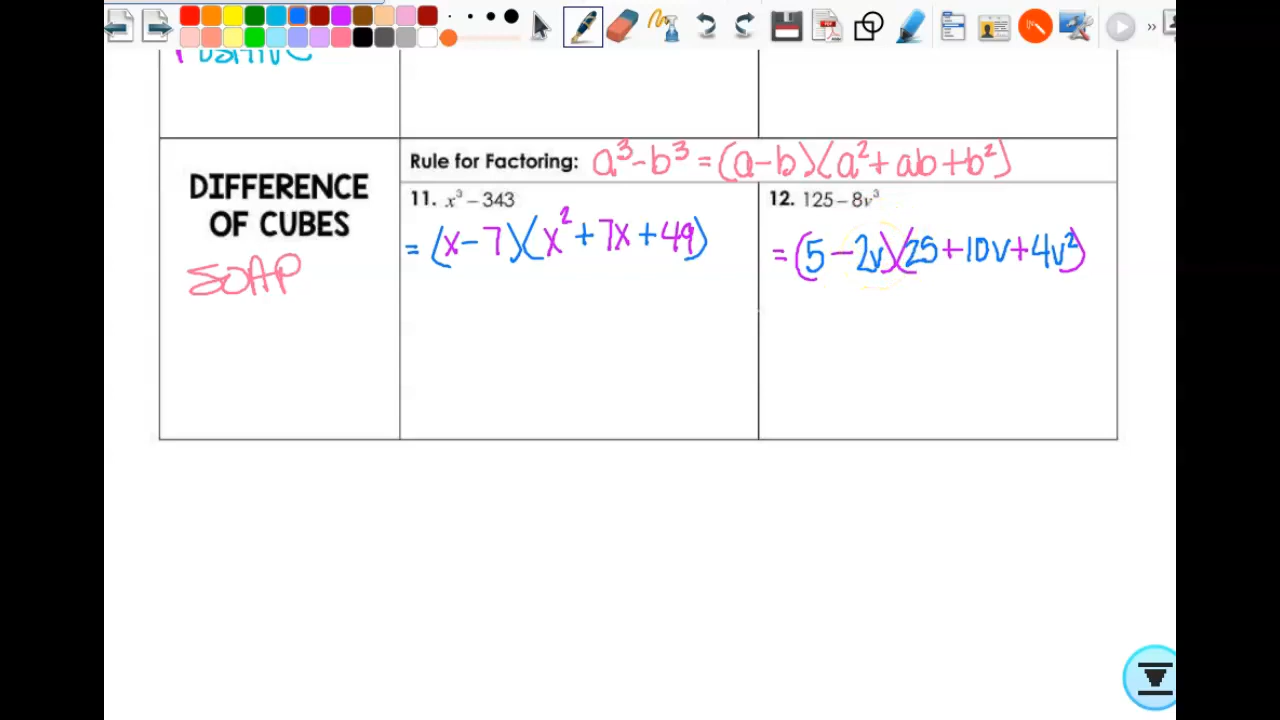 Positive
Rule for Factoring: a³-b³=(a-b)(a²+ab+b²)
DIFFERENCE
OF CUBES
SOAP
11. x³ – 343
=(x-7)(x²+7x+49)
12. 125 – 8v³
=(5-2v)(25+10v+4v²)